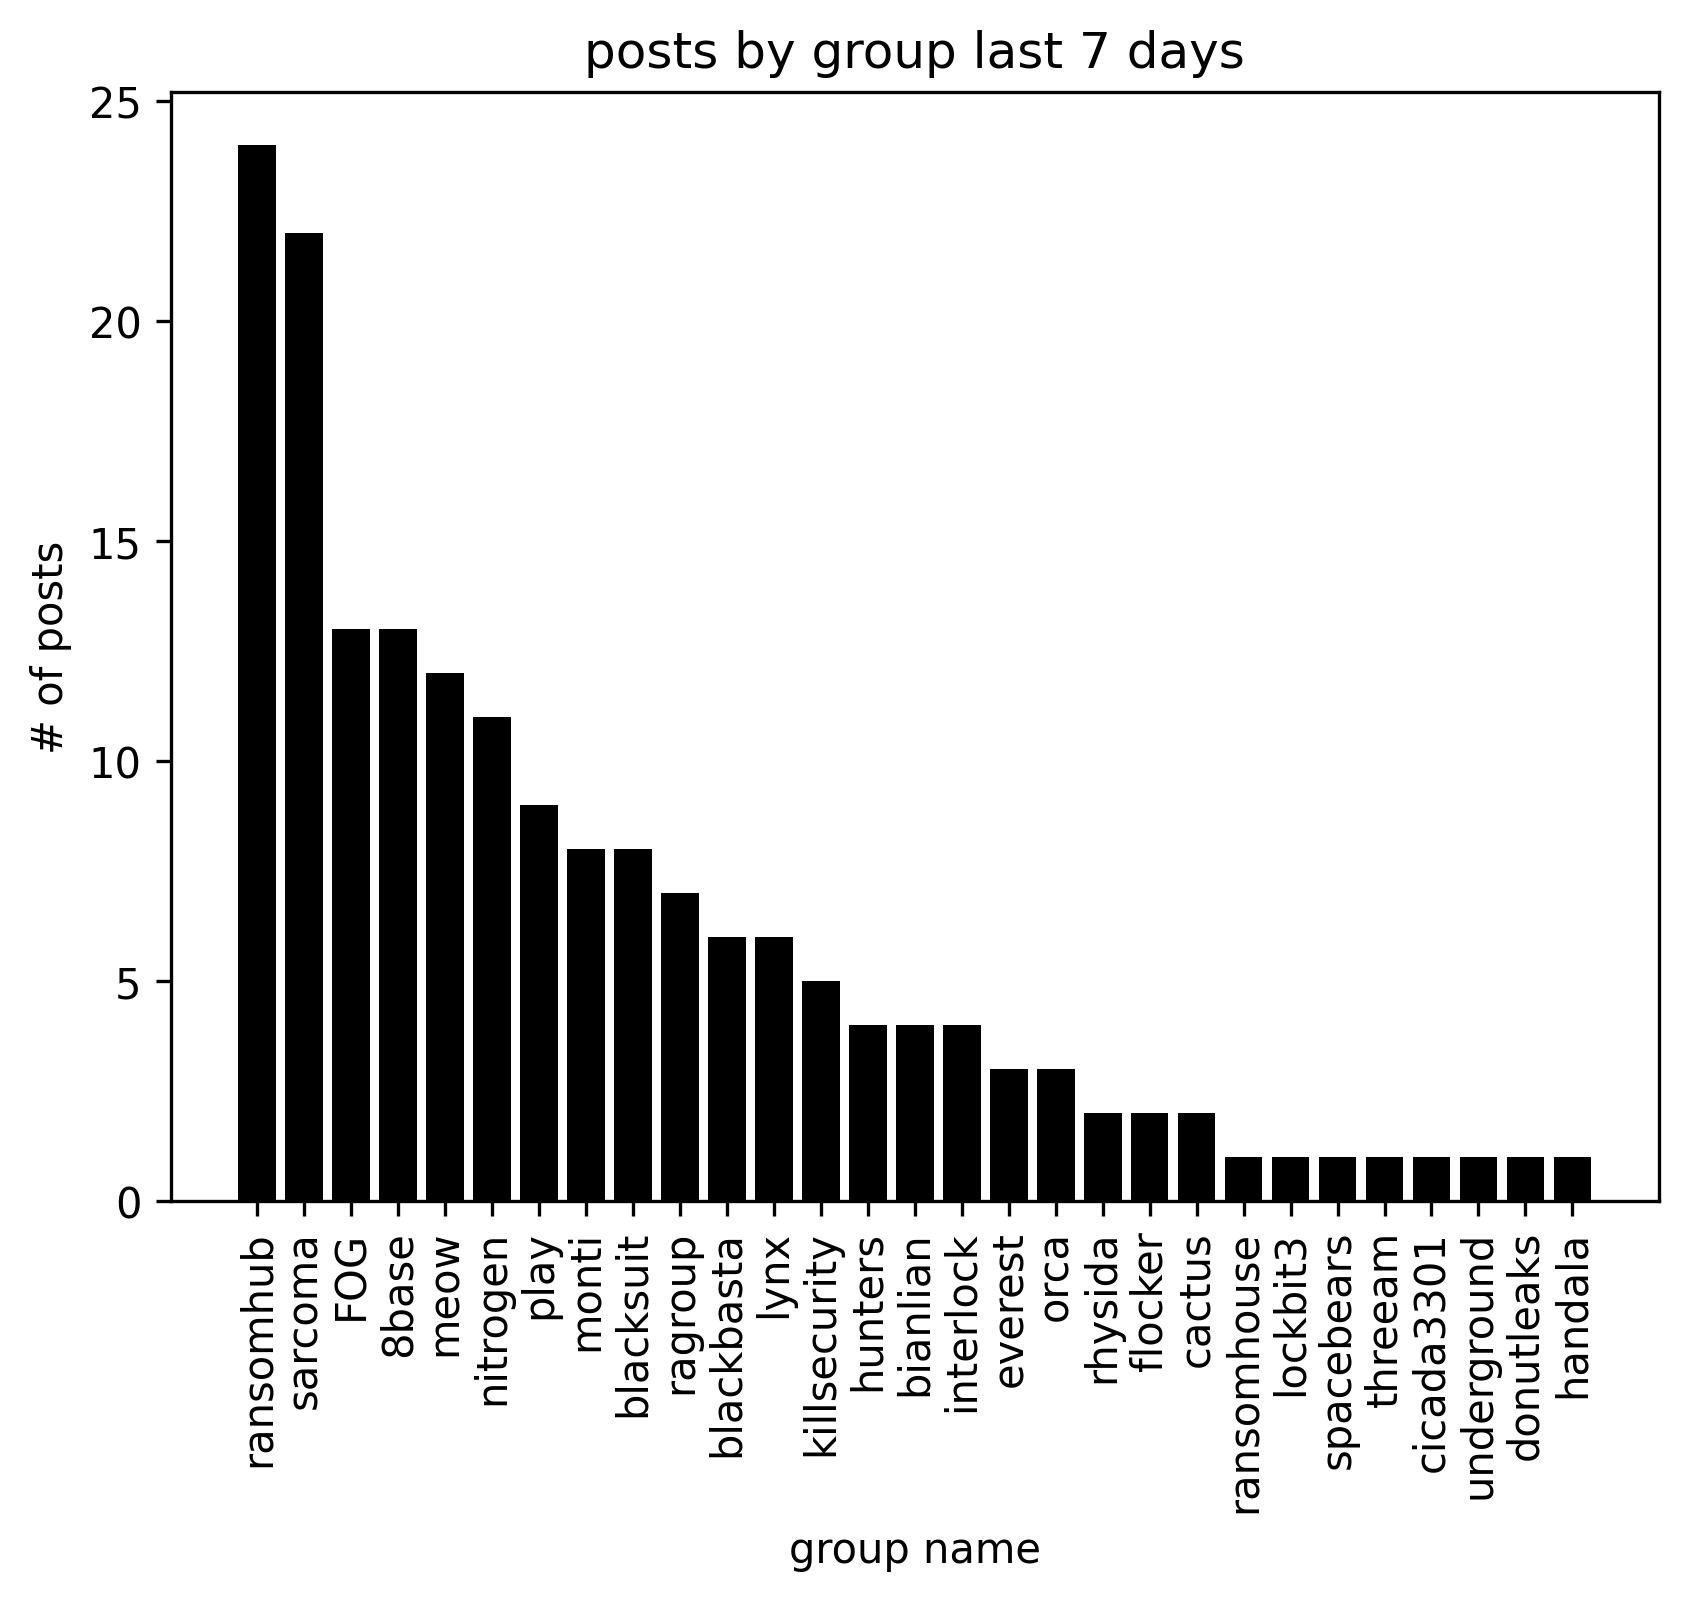 posts by group last 7 days
25
20
15
10
5
0
# of posts
ransomhub
sarcoma
FOG
8base
meow
nitrogen
play
monti
blacksuit
ragroup
blackbasta
lynx
killsecurity
hunters
bianlian
interlock
everest
orca
rhysida
flocker
cactus
ransomhouse
lockbit3
spacebears
threeam
cicada3301
underground
donutleaks
handala
group name